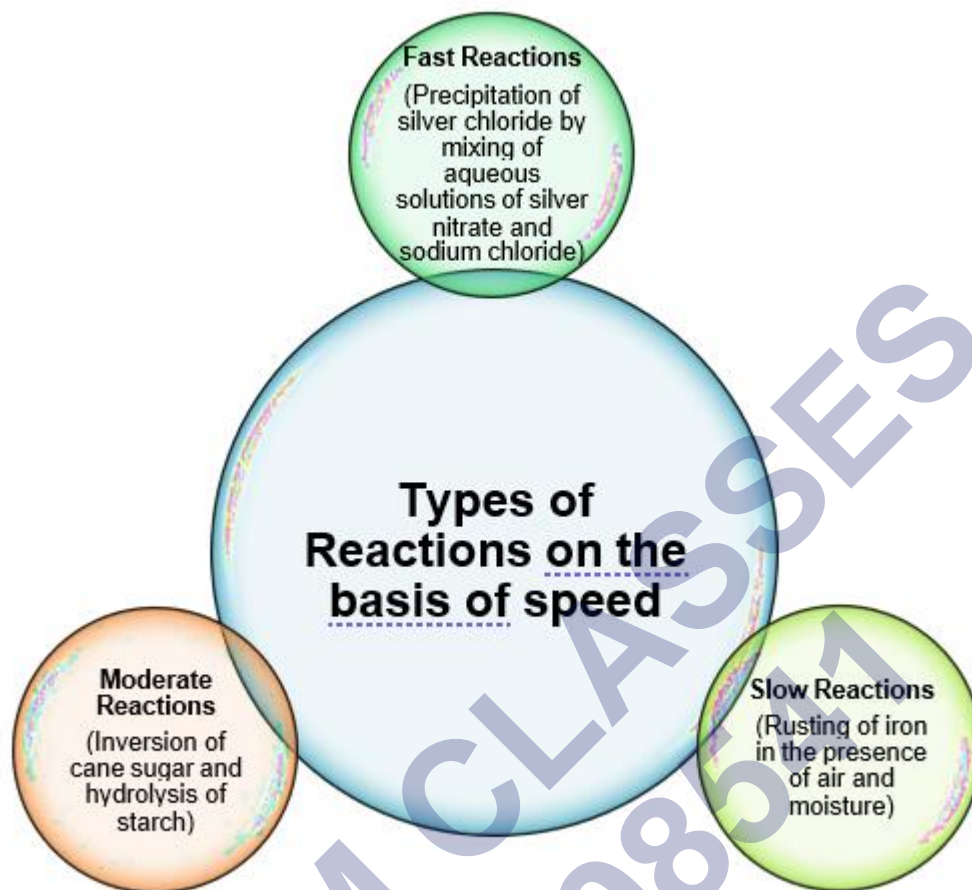 Fast Reactions
(Precipitation of
silver chloride by
mixing of
aqueous
solutions of silver
nitrate and
sodium chloride)
Types of
Reactions on the
basis of speed
Moderate
Reactions
(Inversion of
cane sugar and
hydrolysis of
starch)
Slow Reactions
(Rusting of iron
in the presence
of air and
moisture)
CLASSES
98541